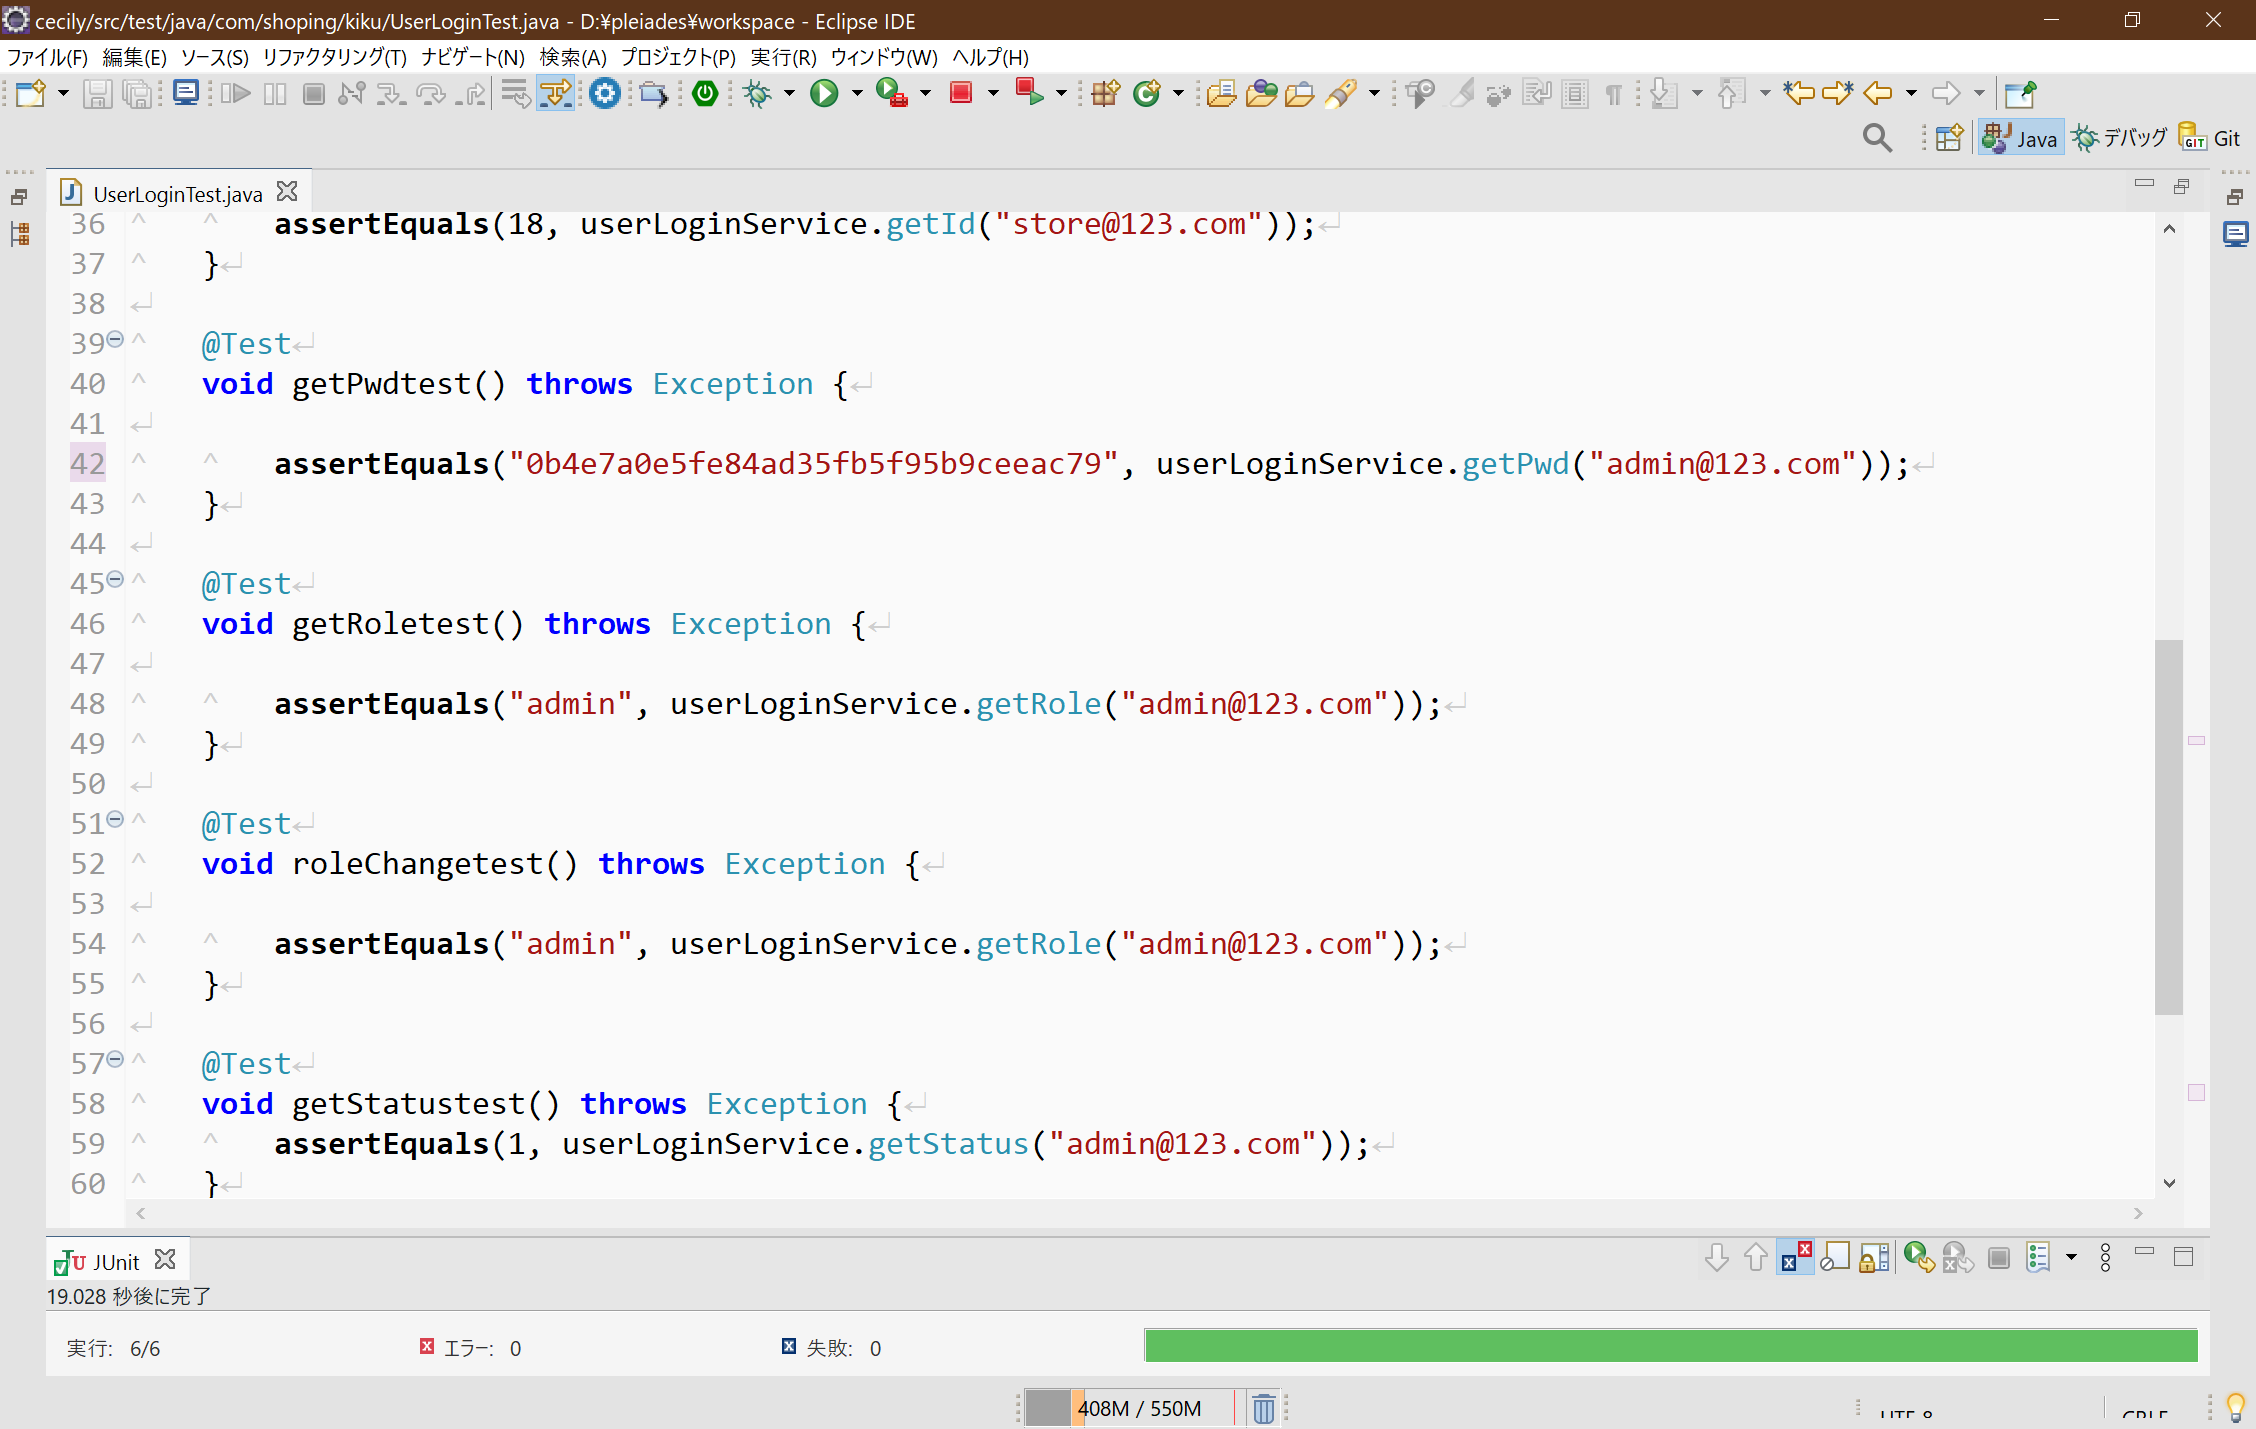 cecily/src/test/java/com/shoping/kiku/UserLoginTest.java - D:¥pleiades¥workspace - Eclipse IDE
ファイル(F) 編集(E) ソース(S) リファクタリング(T) ナビゲート(N) 検索(A) プロジェクト(P) 実行(R) ウィンドウ(W) ヘルプ(H)
Java デバッグ Git
UserLoginTest.java
36 assertEquals(18, userLoginService.getId("store@123.com"));
37 }
38
39 @Test
40 void getPwdtest() throws Exception {
41
42 assertEquals("0b4e7a0e5fe84ad35fb5f95b9ceeac79", userLoginService.getPwd("admin@123.com"));
43 }
44
45 @Test
46 void getRoletest() throws Exception {
47
48 assertEquals("admin", userLoginService.getRole("admin@123.com"));
49 }
50
51 @Test
52 void roleChangetest() throws Exception {
53
54 assertEquals("admin", userLoginService.getRole("admin@123.com"));
55 }
56
57 @Test
58 void getStatustest() throws Exception {
59 assertEquals(1, userLoginService.getStatus("admin@123.com"));
60 }
JUnit
19.028 秒後に完了
実行: 6/6 エラー: 0 失敗: 0
408M / 550M